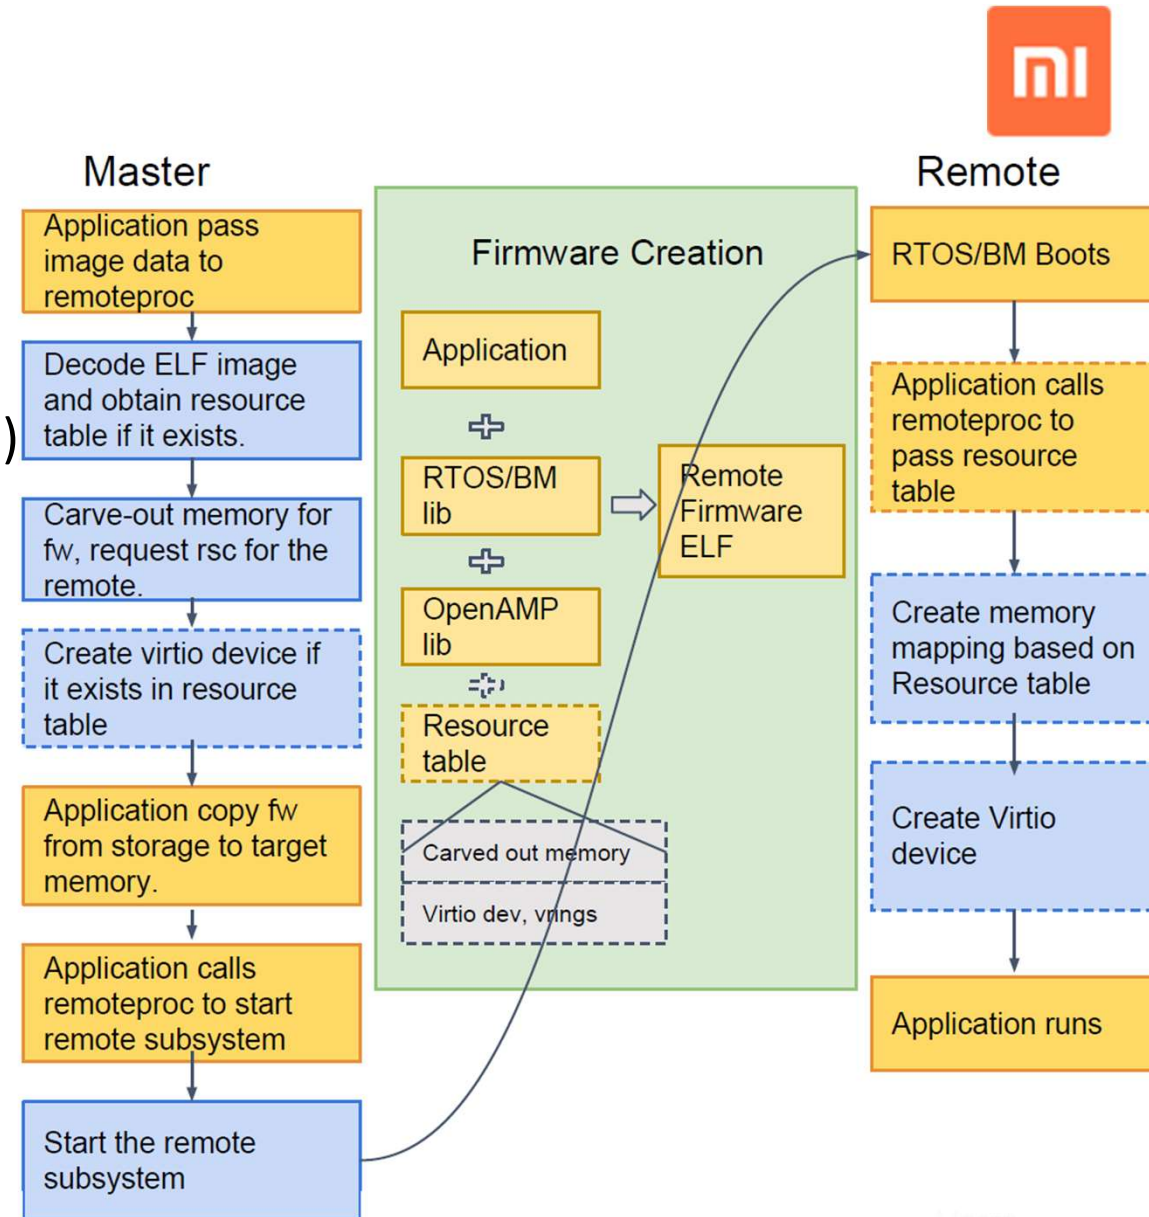 mi
Master
Application pass
image data to
remoteproc
Decode ELF image
and obtain resource
table if it exists.
)
Carve-out memory for
fw, request rsc for the
remote.
Create virtio device if
it exists in resource
table
Application copy fw
from storage to target
memory.
Application calls
remoteproc to start
remote subsystem
Start the remote
subsystem
Firmware Creation
Application
RTOS/BM
lib
OpenAMP
lib
Resource
table
Carved out memory
Virtio dev, vrings
Remote
Firmware
ELF
Remote
RTOS/BM Boots
Application calls
remoteproc to
pass resource
table
Create memory
mapping based on
Resource table
Create Virtio
device
Application runs